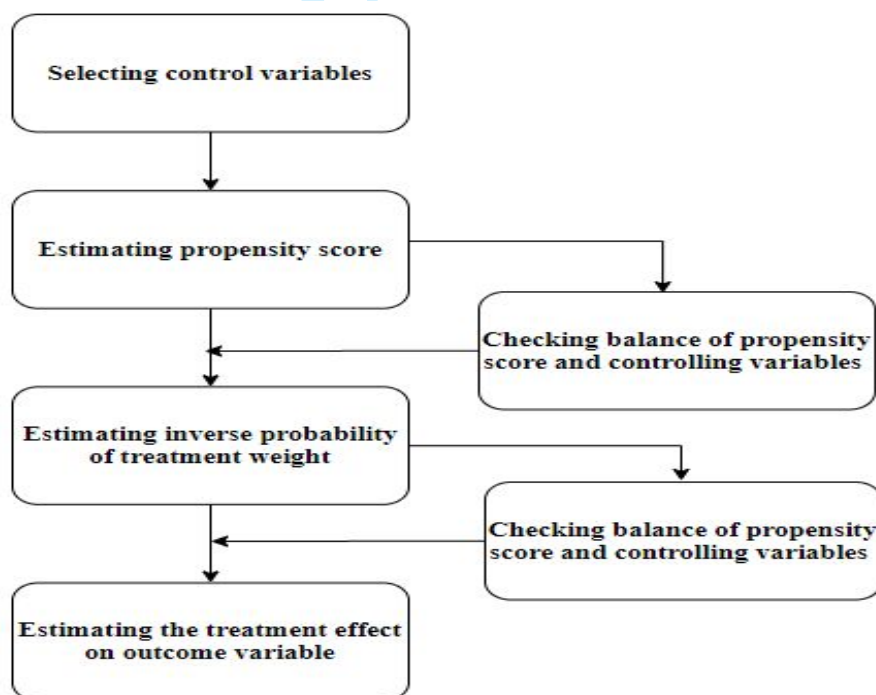 Selecting control variables
Estimating propensity score
Checking balance of propensity
score and controlling variables
Estimating inverse probability
of treatment weight
Checking balance of propensity
score and controlling variables
Estimating the treatment effect
on outcome variable